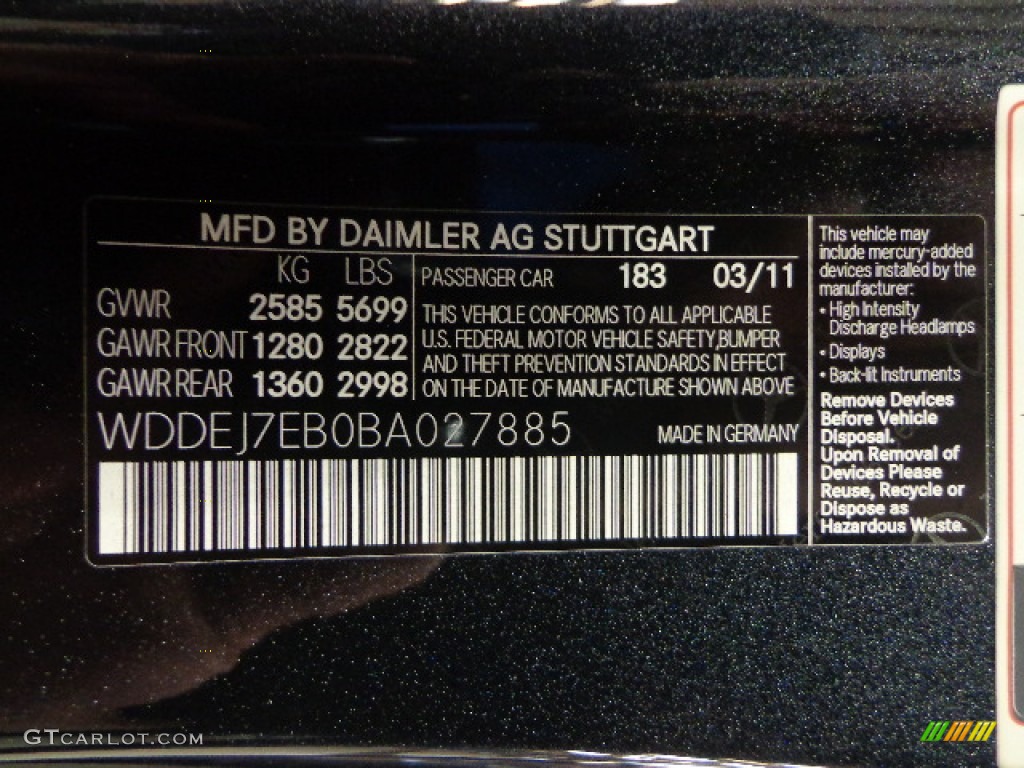 MFD BY DAIMLER AG STUTTGART
KG LBS
GVWR 2585 5699
GAWR FRONT 1280 2822
GAWR REAR 1360 2998
PASSENGER CAR 183 03/11
THIS VEHICLE CONFORMS TO ALL APPLICABLE
U.S. FEDERAL MOTOR VEHICLE SAFETY,BUMPER
AND THEFT PREVENTION STANDARDS IN EFFECT
ON THE DATE OF MANUFACTURE SHOWN ABOVE
WDDEJ7EB0BA027885
MADE IN GERMANY
This vehicle may
include mercury-added
devices installed by the
manufacturer:
• High Intensity
Discharge Headlamps
• Displays
• Back-lit Instruments
Remove Devices
Before Vehicle
Disposal.
Upon Removal of
Devices Please
Reuse, Recycle or
Dispose as
Hazardous Waste.
GTCARLOT.COM